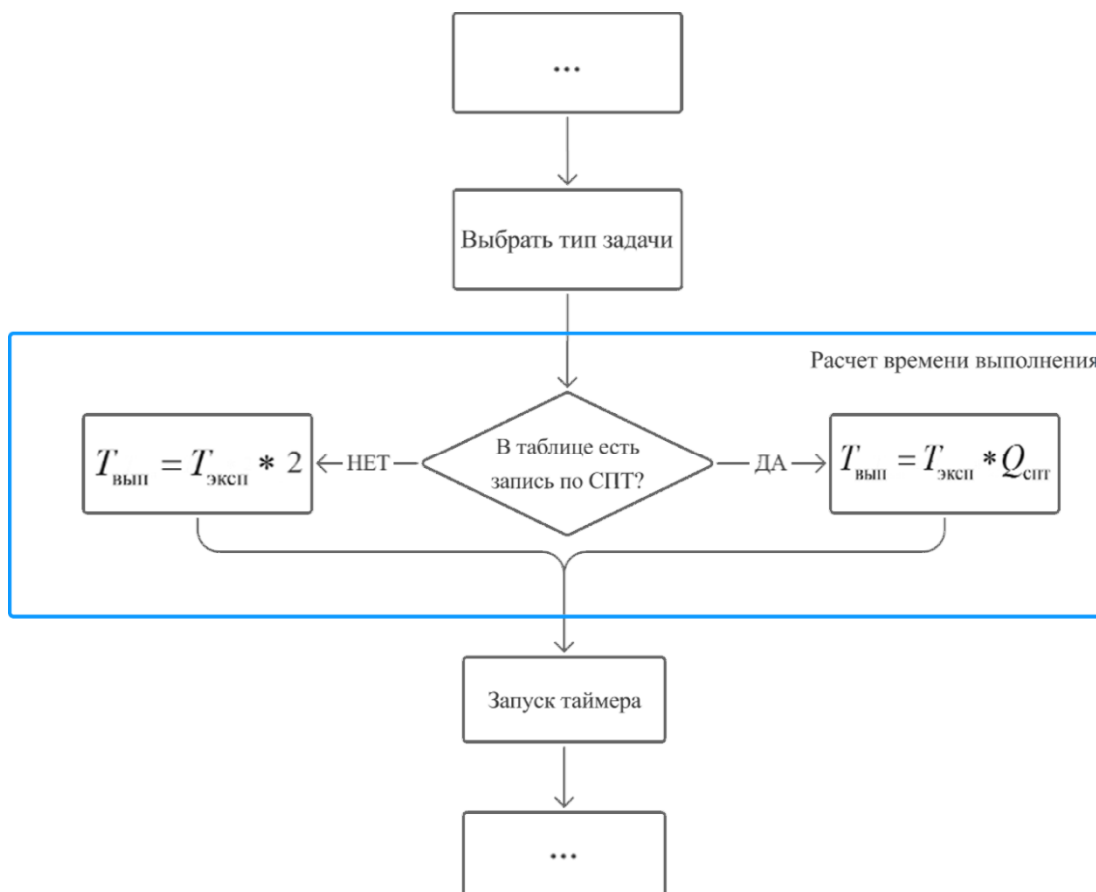 ...
Выбрать тип задачи
Расчет времени выполнения
В таблице есть
запись по СПТ?
НЕТ
ДА
Tвып = Tэксп * 2
Tвып = Tэксп * Qспт
Запуск таймера
...